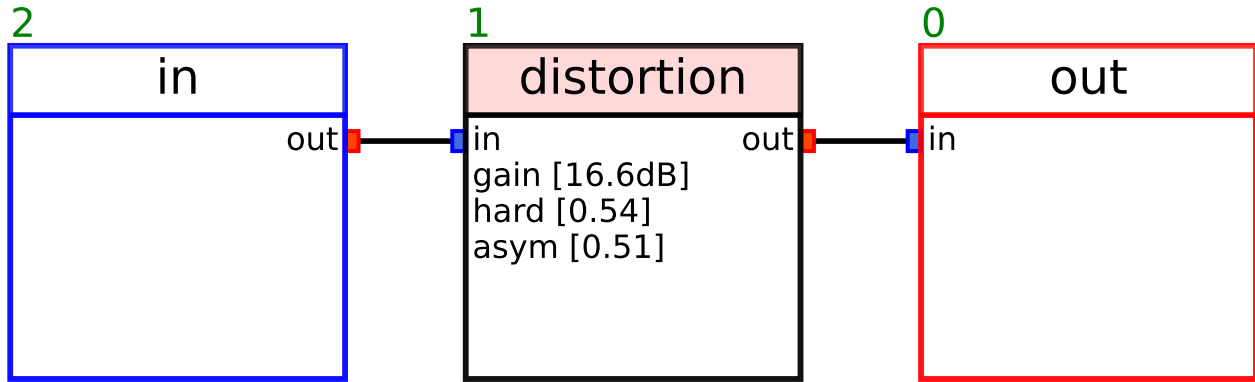 2
in
out
1
distortion
in
out
gain [16.6dB]
hard [0.54]
asym [0.51]
0
out
in